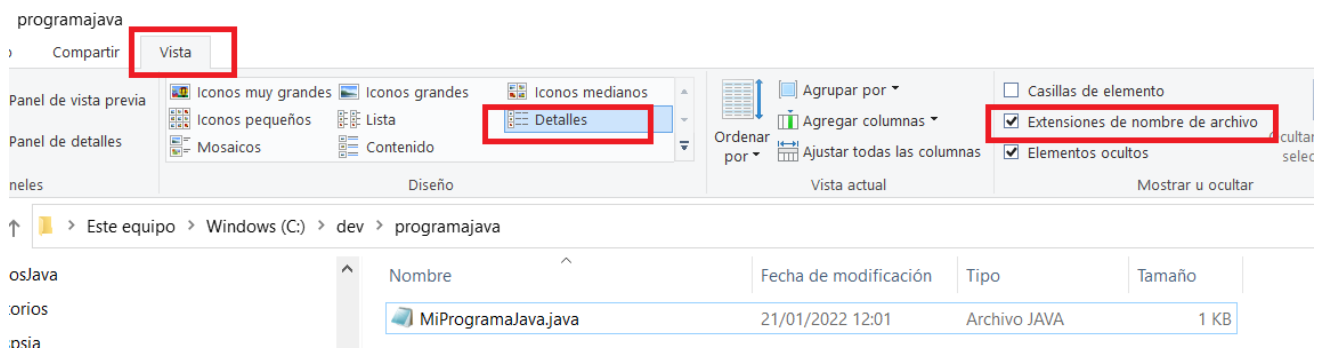 programajava
Compartir Vista
Panel de vista previa
Panel de detalles
Iconos muy grandes Iconos grandes Iconos medianos
Iconos pequeños Lista Detalles
Mosaicos Contenido
Ordenar por
Agrupar por
Agregar columnas
Ajustar todas las columnas
Casillas de elemento
Extensiones de nombre de archivo
Elementos ocultos
Diseño Vista actual Mostrar u ocultar
Este equipo > Windows (C:) > dev > programajava
Nombre Fecha de modificación Tipo Tamaño
MiProgramaJava.java 21/01/2022 12:01 Archivo JAVA 1 KB